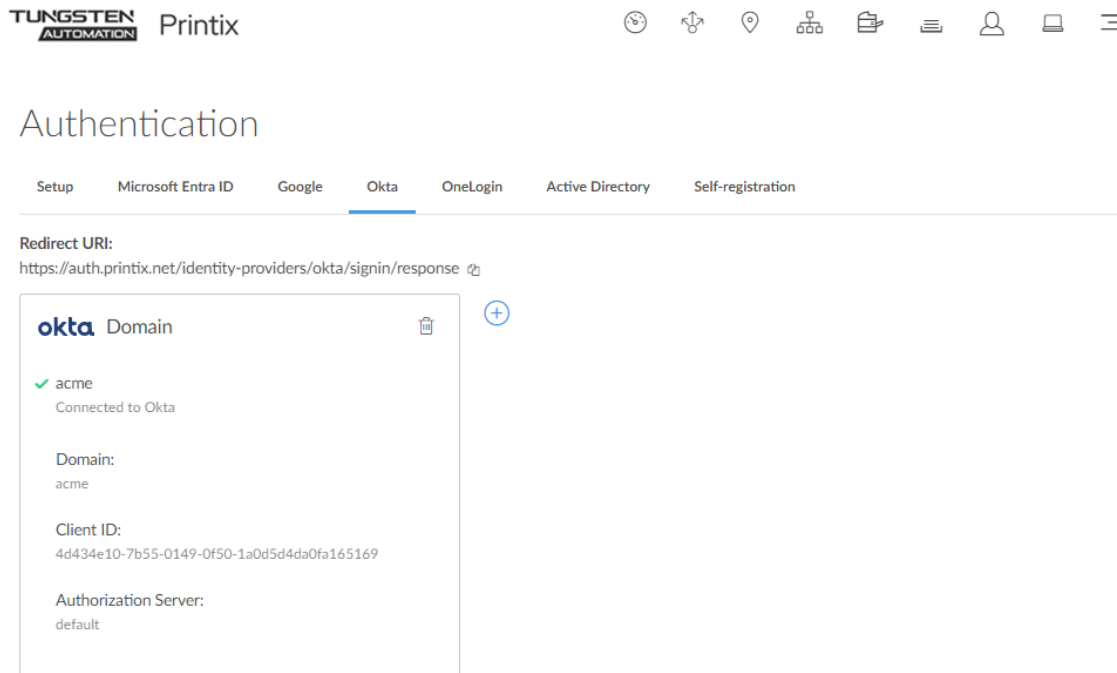 TUNGSTEN
AUTOMATION
Printix
Authentication
Setup Microsoft Entra ID Google Okta OneLogin Active Directory Self-registration
Redirect URI:
https://auth.printix.net/identity-providers/okta/signin/response
okta Domain
acme
Connected to Okta
Domain:
acme
Client ID:
4d434e10-7b55-0149-0f50-1a0d5d4da0fa165169
Authorization Server:
default